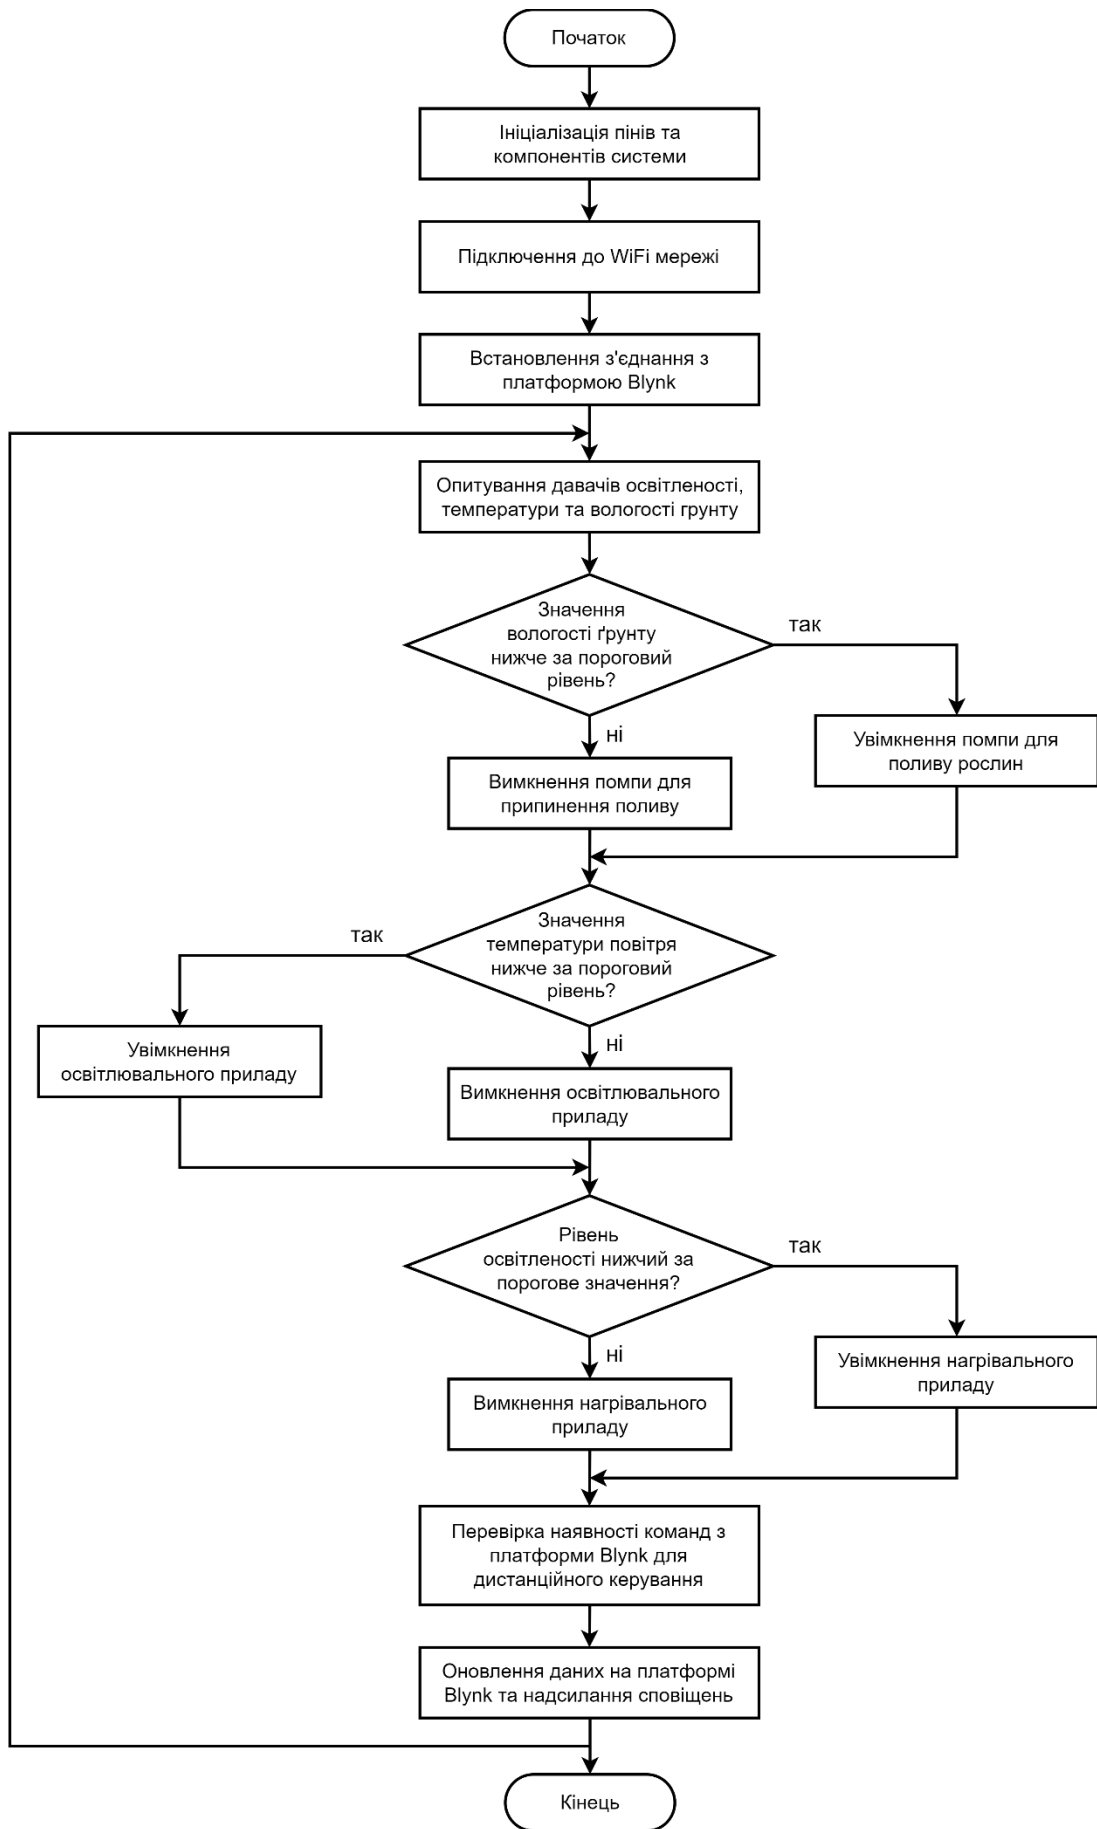 Початок
Ініціалізація пінів та
компонентів системи
Підключення до WiFi мережі
Встановлення з'єднання з
платформою Blynk
Опитування давачів освітленості,
температури та вологості грунту
Значення
вологості ґрунту
нижче за пороговий
рівень?
так
ні
Увімкнення помпи для
поливу рослин
Вимкнення помпи для
припинення поливу
Значення
температури повітря
нижче за пороговий
рівень?
так
ні
Увімкнення
освітлювального приладу
Вимкнення освітлювального
приладу
Рівень
освітленості нижчий за
порогове значення?
так
ні
Увімкнення нагрівального
приладу
Вимкнення нагрівального
приладу
Перевірка наявності команд з
платформи Blynk для
дистанційного керування
Оновлення даних на платформі
Blynk та надсилання сповіщень
Кінець